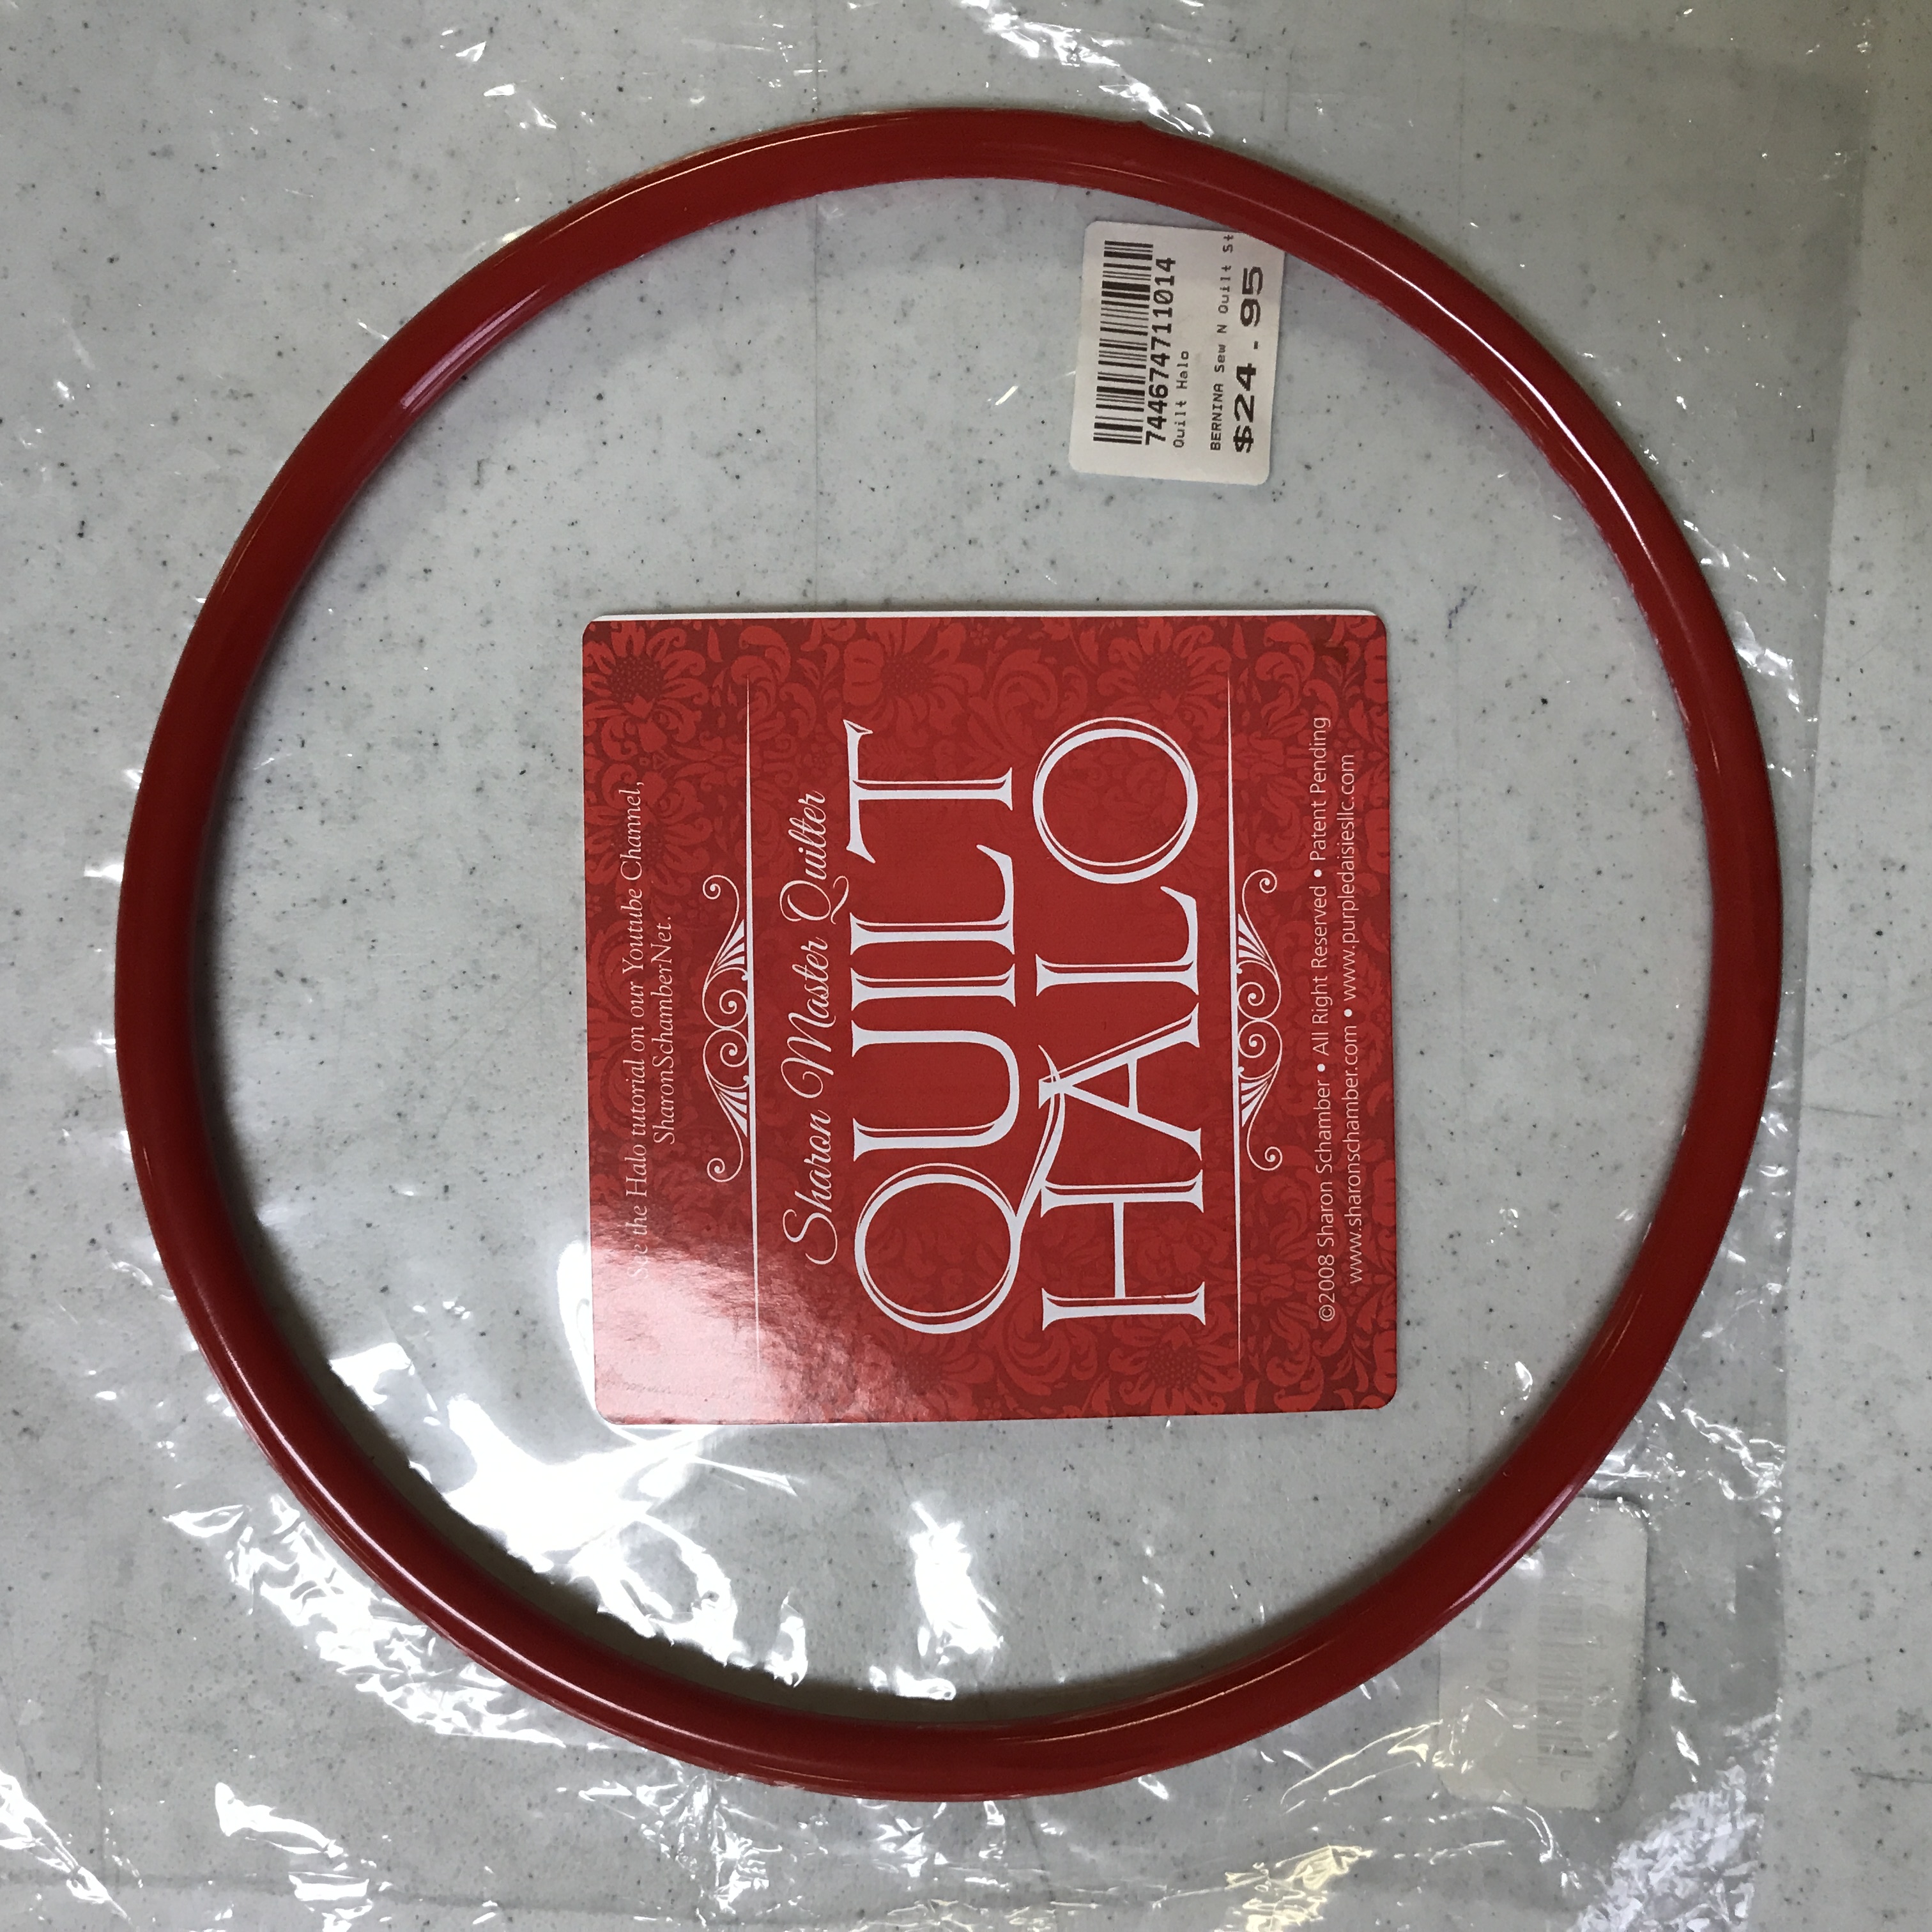 See the Halo tutorial on our Youtube Channel,
SharonSchamberNet.
Sharon Master Quilter
QUILT
HALO
©2008 Sharon Schamber • All Right Reserved • Patent Pending
www.sharonschamber.com • www.purpledaisiesllc.com
744674711014
Quilt Halo
BERNINA Sew N Quilt St
$24.95